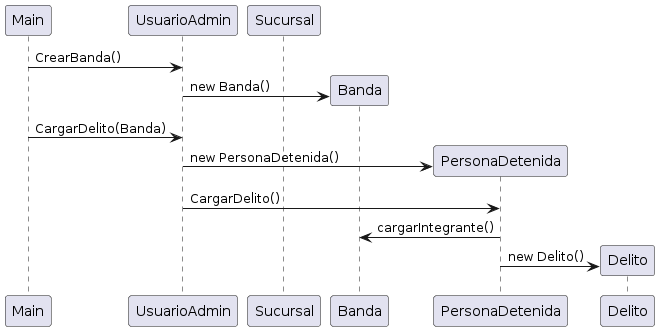 Main UsuarioAdmin Sucursal
CrearBanda()
new Banda() Banda
CargarDelito(Banda)
new PersonaDetenida() PersonaDetenida
CargarDelito()
cargarIntegrante()
new Delito() Delito
Main UsuarioAdmin Sucursal Banda PersonaDetenida Delito